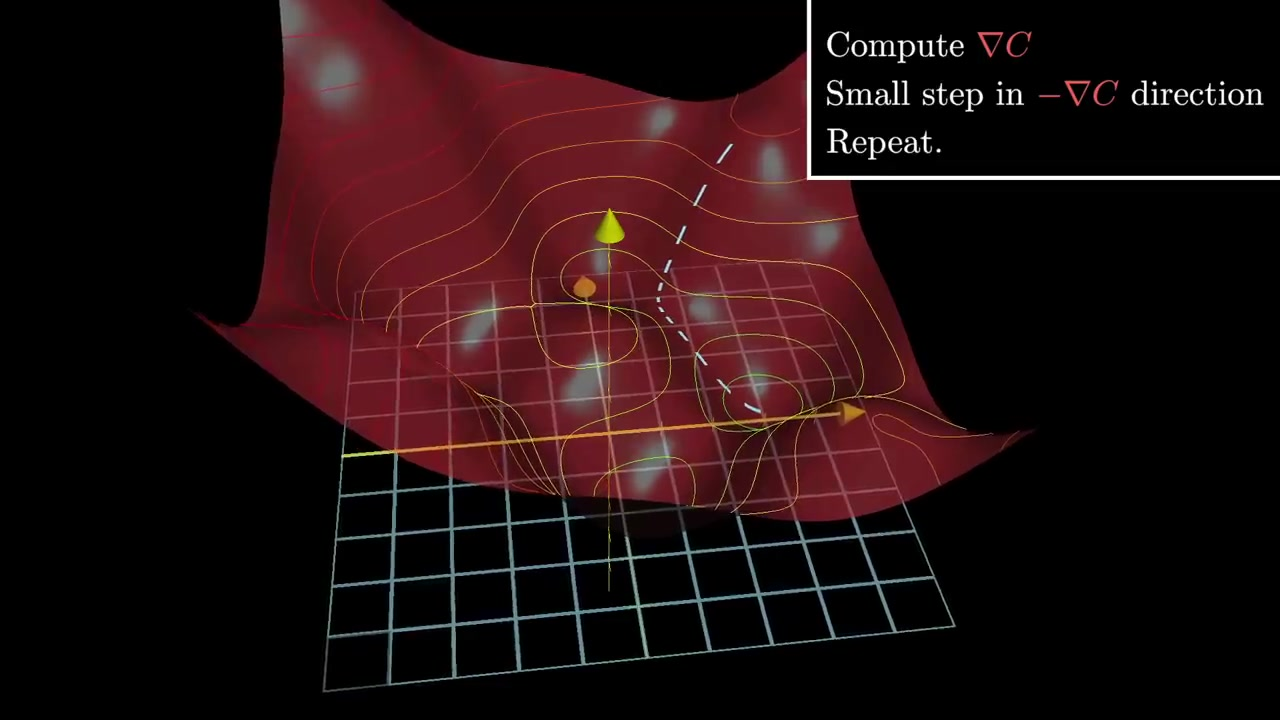 Compute ∇C
Small step in −∇C direction
Repeat.